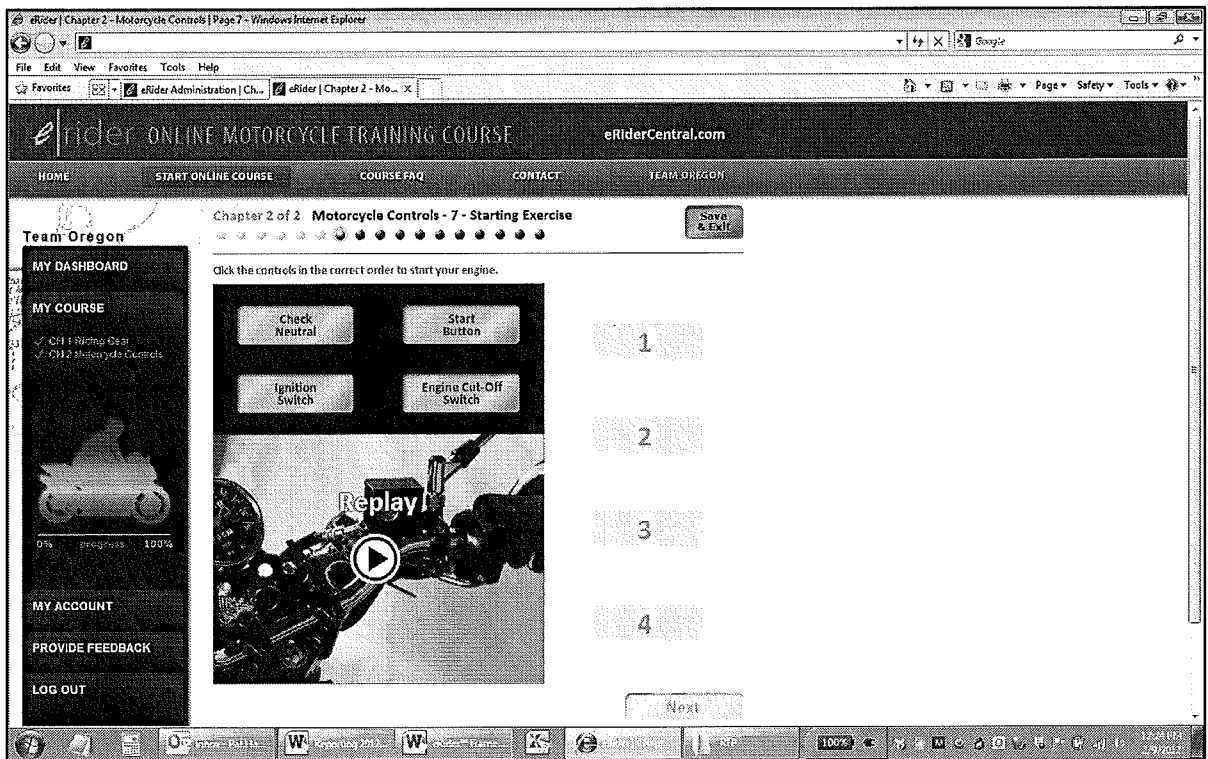 eRider | Chapter 2 - Motorcycle Controls | Page 7 - Windows Internet Explorer
Google
File Edit View Favorites Tools Help
Favorites eRider Administration | Ch... eRider | Chapter 2 - Mo... X
Page Safety Tools
e|rider ONLINE MOTORCYCLE TRAINING COURSE eRiderCentral.com
HOME START ONLINE COURSE COURSE FAQ CONTACT TEAM OREGON
Team Oregon
Chapter 2 of 2 Motorcycle Controls - 7 - Starting Exercise
Save & Exit
MY DASHBOARD
MY COURSE
CH 1 Riding Gear
CH 2 Motorcycle Controls
0% progress 100%
MY ACCOUNT
PROVIDE FEEDBACK
LOG OUT
Click the controls in the correct order to start your engine.
Check
Neutral
Start
Button
Ignition
Switch
Engine Cut-Off
Switch
Replay
1
2
3
4
Next
Reporting 2012...
100%